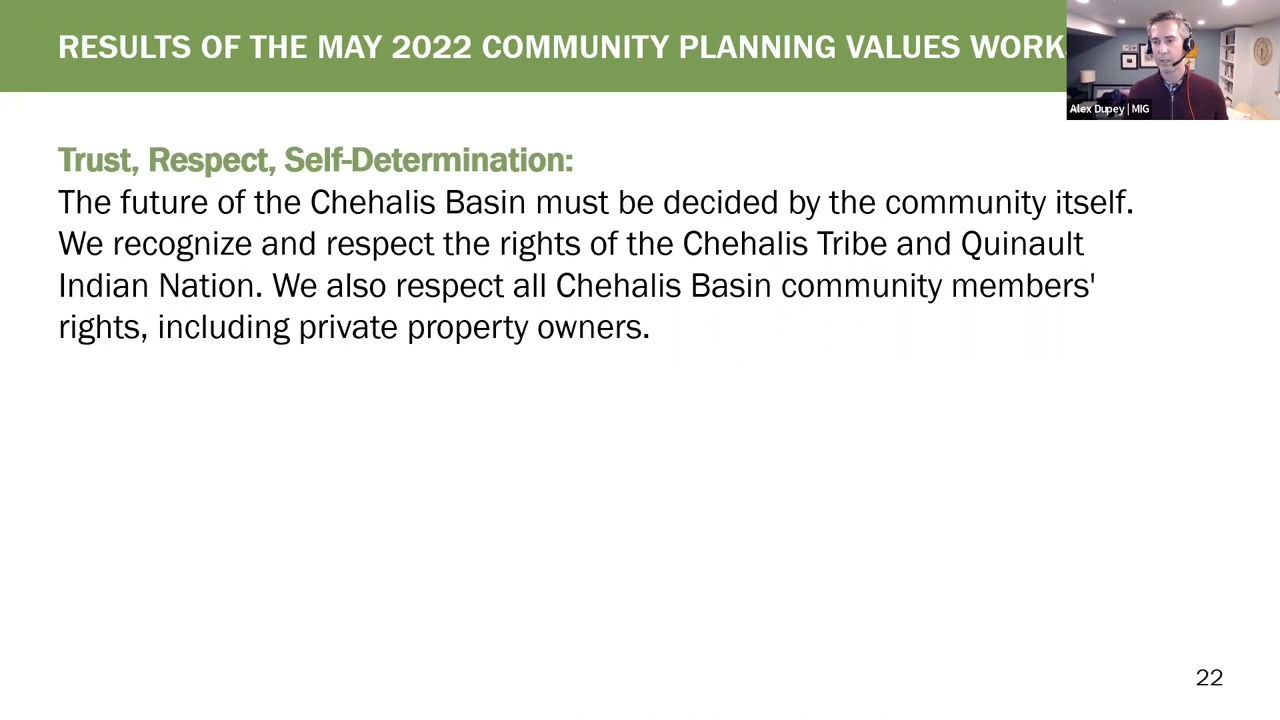 RESULTS OF THE MAY 2022 COMMUNITY PLANNING VALUES WORK
Alex Dupey | MIG
Trust, Respect, Self-Determination:
The future of the Chehalis Basin must be decided by the community itself.
We recognize and respect the rights of the Chehalis Tribe and Quinault
Indian Nation. We also respect all Chehalis Basin community members'
rights, including private property owners.
22